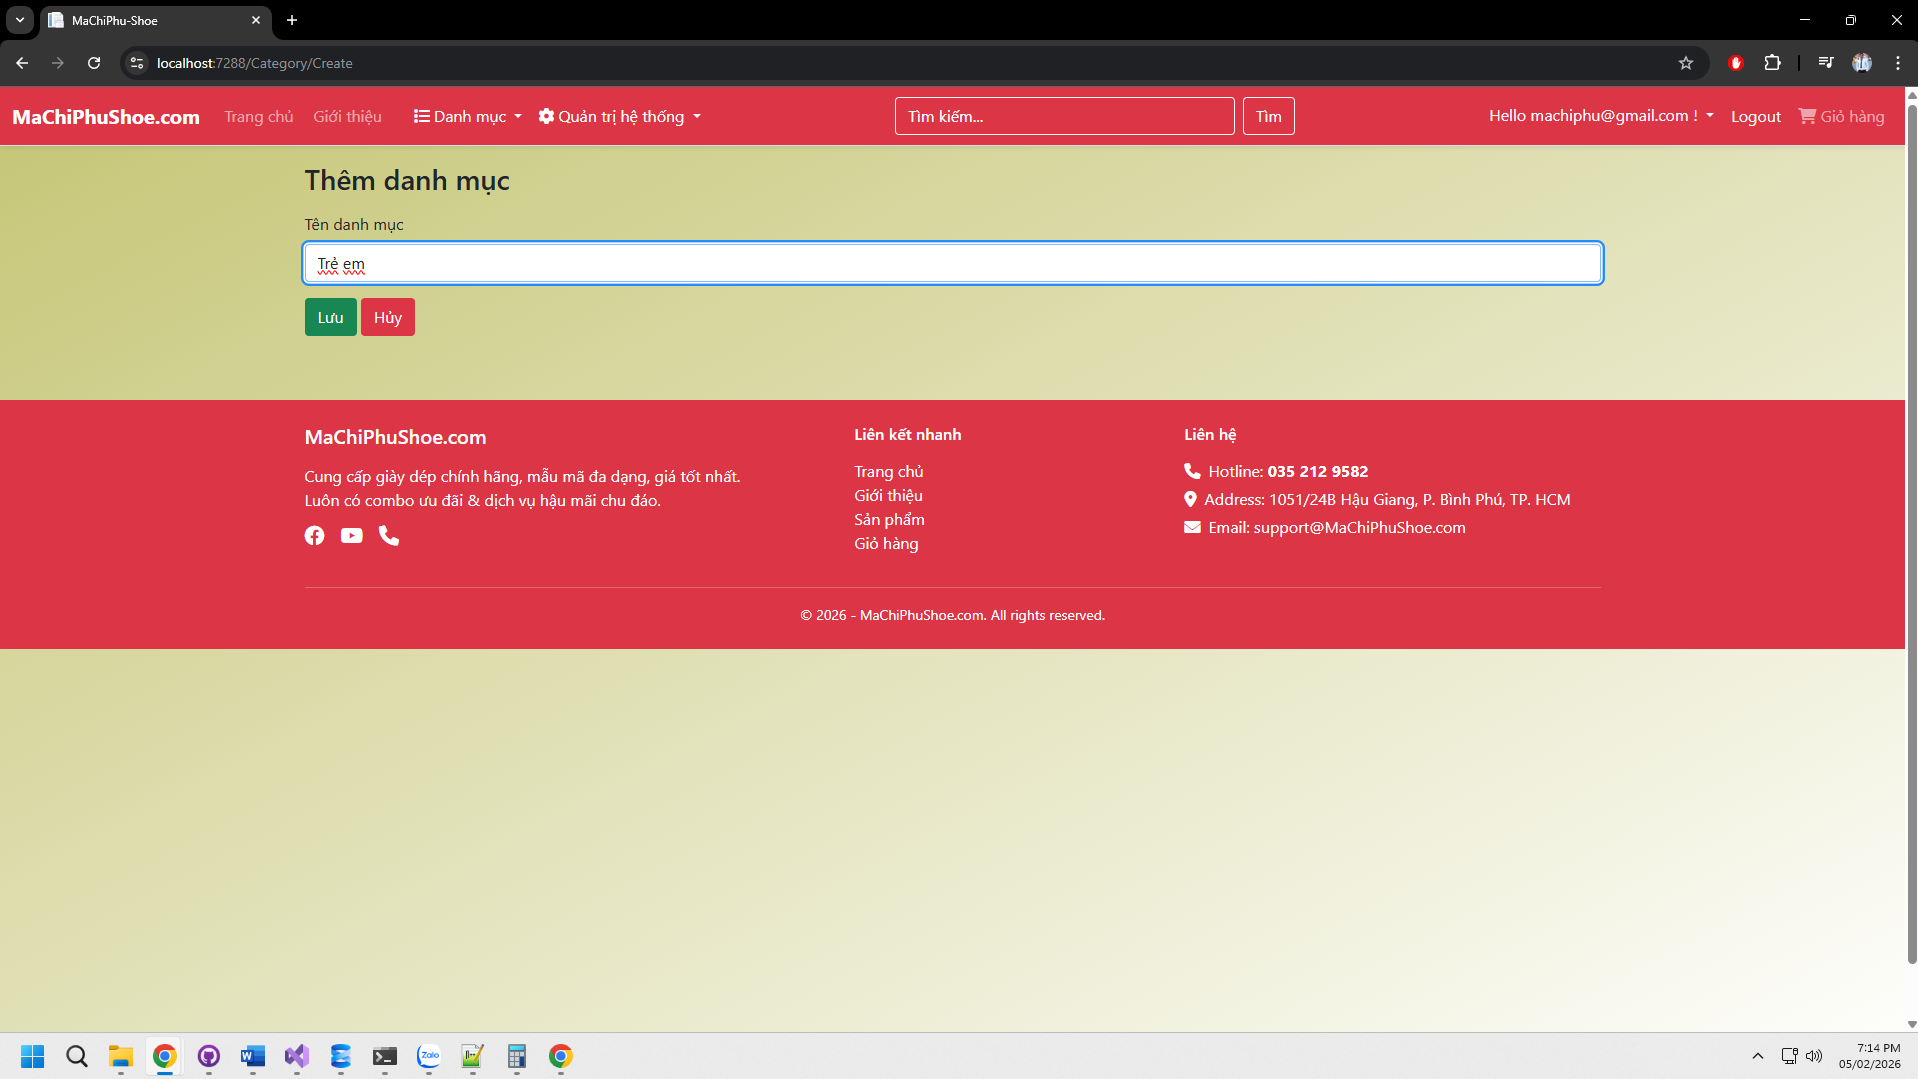 MaChiPhu-Shoe
localhost:7288/Category/Create
MaChiPhuShoe.com Trang chủ Giới thiệu Danh mục Quản trị hệ thống Tìm kiếm... Tìm Hello machiphu@gmail.com ! Logout Giỏ hàng
Thêm danh mục
Tên danh mục
Trẻ em
Lưu Hủy
MaChiPhuShoe.com
Cung cấp giày dép chính hãng, mẫu mã đa dạng, giá tốt nhất.
Luôn có combo ưu đãi & dịch vụ hậu mãi chu đáo.
Liên kết nhanh
Trang chủ
Giới thiệu
Sản phẩm
Giỏ hàng
Liên hệ
Hotline: 035 212 9582
Address: 1051/24B Hậu Giang, P. Bình Phú, TP. HCM
Email: support@MaChiPhuShoe.com
© 2026 - MaChiPhuShoe.com. All rights reserved.
Zalo
7:14 PM
05/02/2026